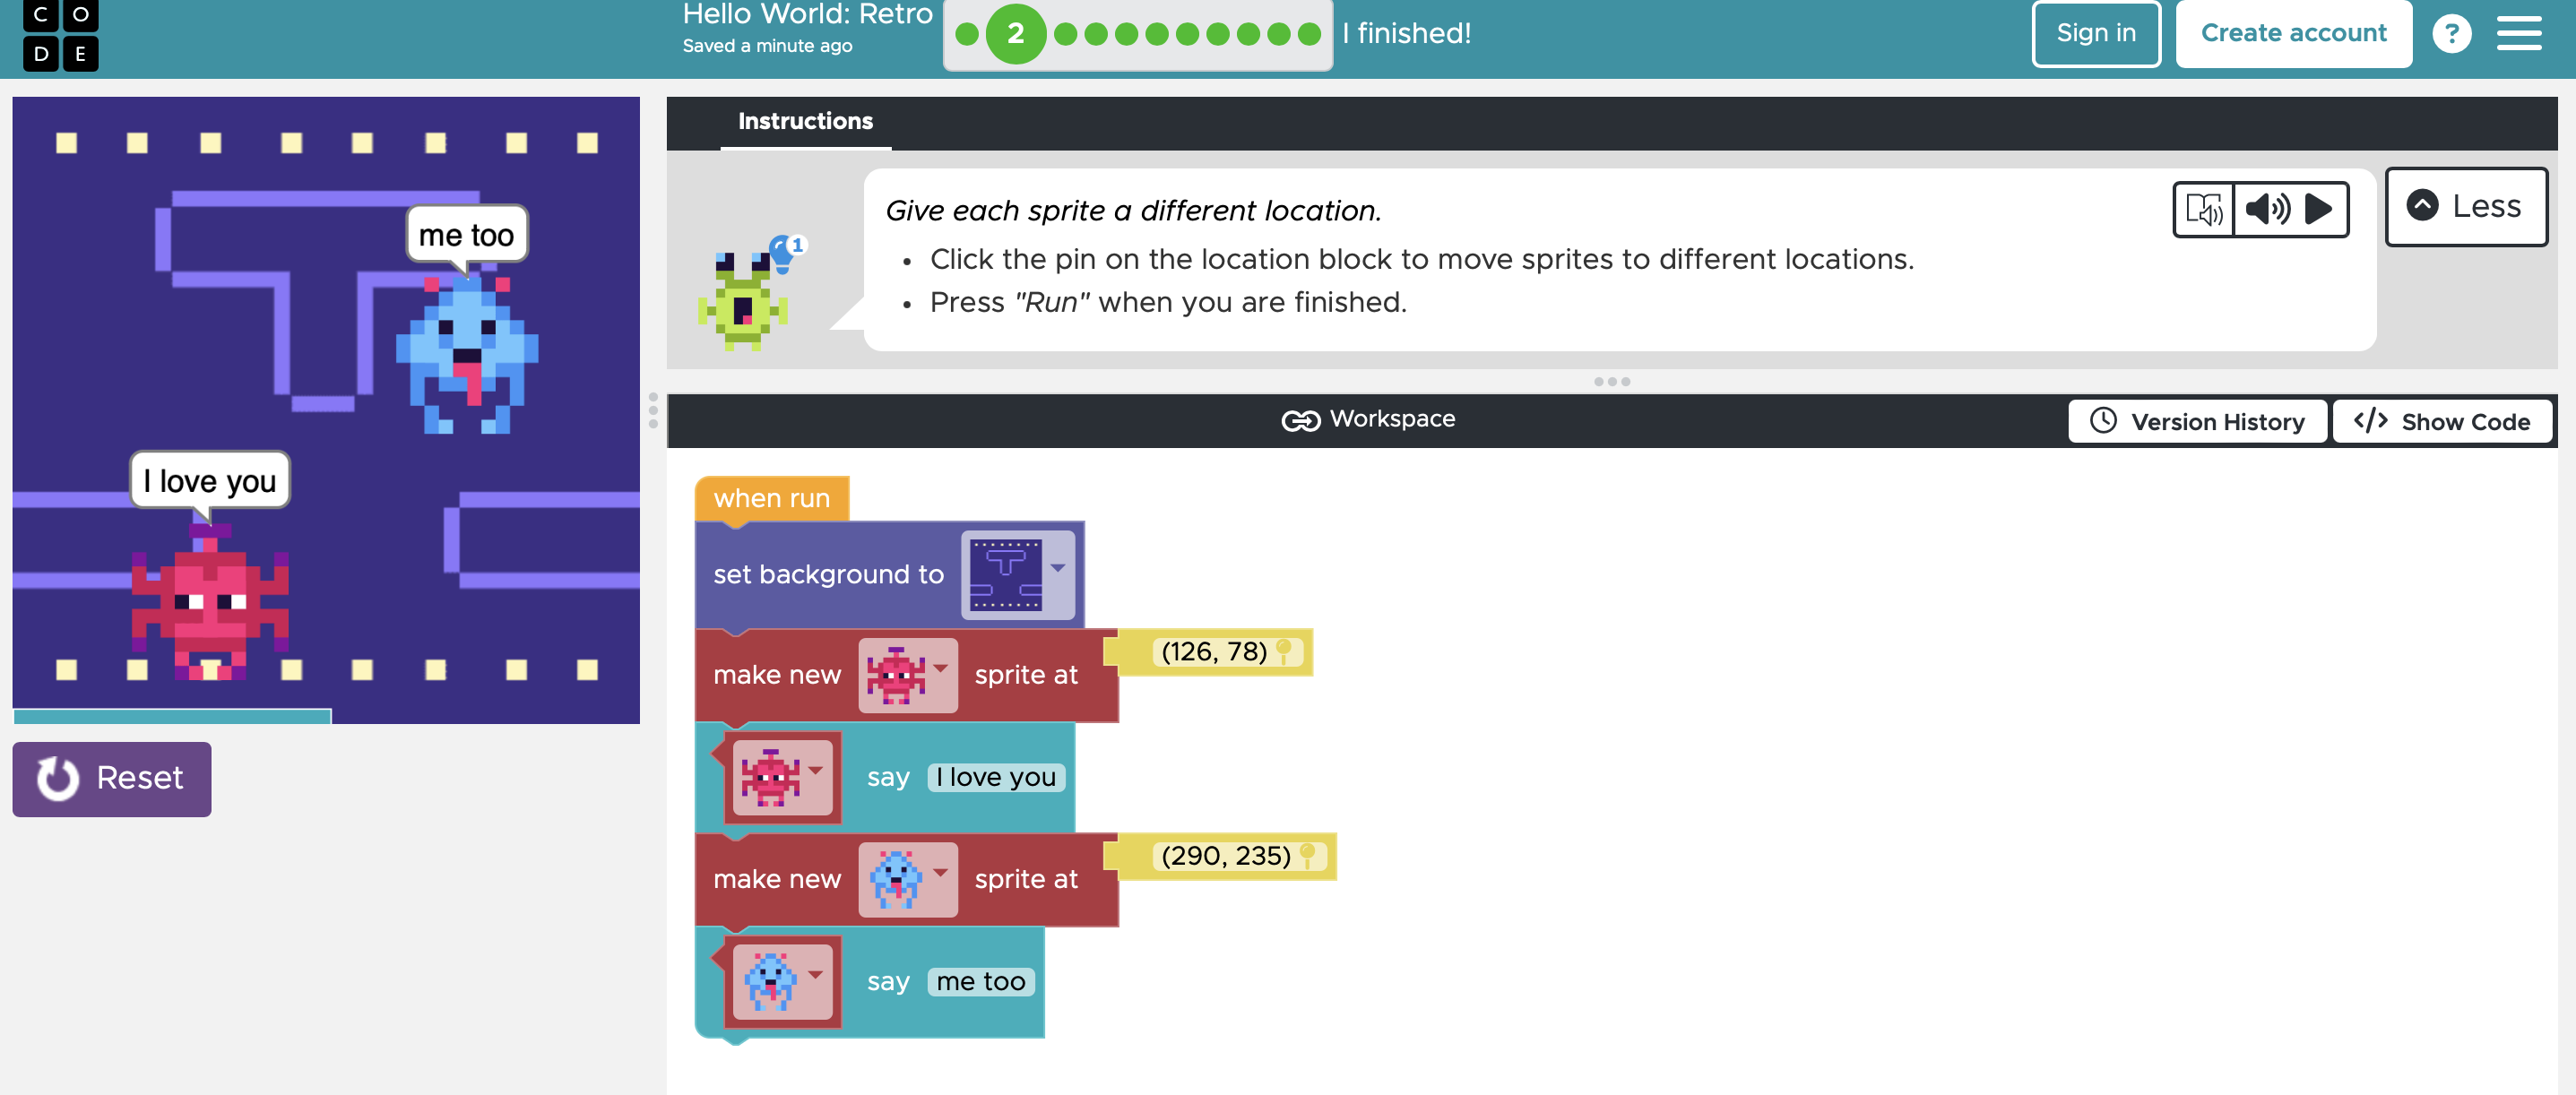 C O
D E
Hello World: Retro
Saved a minute ago
2
I finished!
Sign in
Create account
?
me too
I love you
Reset
Instructions
1
Give each sprite a different location.
• Click the pin on the location block to move sprites to different locations.
• Press "Run" when you are finished.
Less
Workspace
Version History
</> Show Code
when run
set background to
make new sprite at (126, 78)
say I love you
make new sprite at (290, 235)
say me too